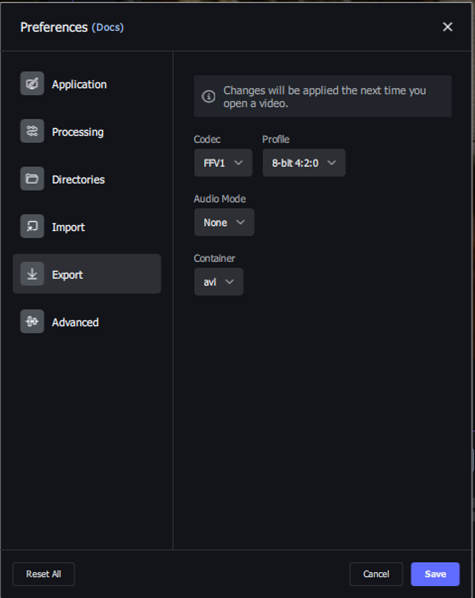 Preferences (Docs)
Application
Processing
Directories
Import
Export
Advanced
Changes will be applied the next time you
open a video.
Codec
Profile
FFV1
8-bit 4:2:0
Audio Mode
None
Container
avi
Reset All
Cancel
Save